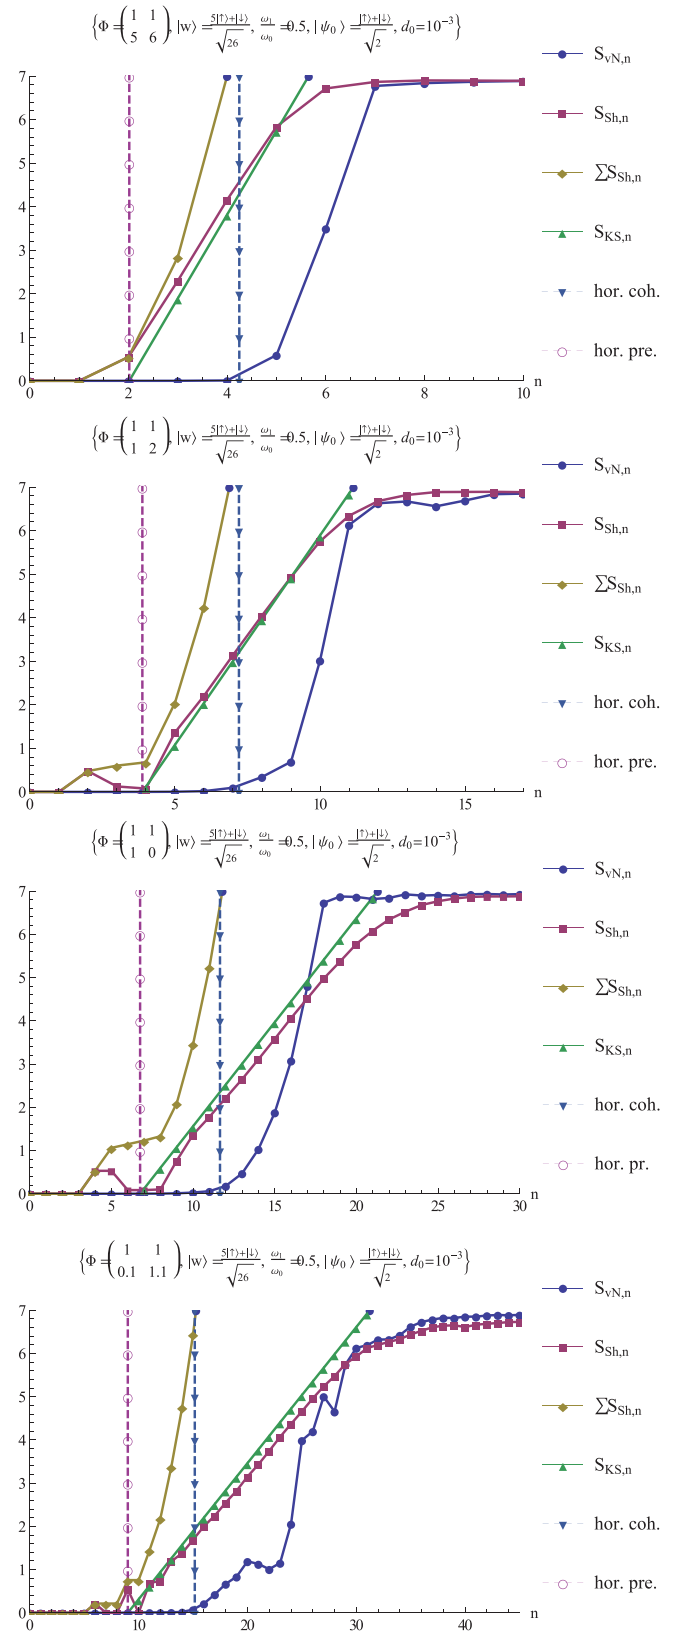 {Φ=(1 1 5 6), |w⟩=5|↑⟩+|↓⟩/√26, ω1/ω0=0.5, |ψ0⟩=|↑⟩+|↓⟩/√2, d0=10^-3}
7
6
5
4
3
2
1
0
0 2 4 6 8 10 n
S_vN,n
S_Sh,n
∑S_Sh,n
S_KS,n
hor. coh.
hor. pre.
{Φ=(1 1 1 2), |w⟩=5|↑⟩+|↓⟩/√26, ω1/ω0=0.5, |ψ0⟩=|↑⟩+|↓⟩/√2, d0=10^-3}
7
6
5
4
3
2
1
0
0 5 10 15 n
S_vN,n
S_Sh,n
∑S_Sh,n
S_KS,n
hor. coh.
hor. pre.
{Φ=(1 1 1 0), |w⟩=5|↑⟩+|↓⟩/√26, ω1/ω0=0.5, |ψ0⟩=|↑⟩+|↓⟩/√2, d0=10^-3}
7
6
5
4
3
2
1
0
0 5 10 15 20 25 30 n
S_vN,n
S_Sh,n
∑S_Sh,n
S_KS,n
hor. coh.
hor. pr.
{Φ=(1 1 0.1 1.1), |w⟩=5|↑⟩+|↓⟩/√26, ω1/ω0=0.5, |ψ0⟩=|↑⟩+|↓⟩/√2, d0=10^-3}
7
6
5
4
3
2
1
0
0 10 20 30 40 n
S_vN,n
S_Sh,n
∑S_Sh,n
S_KS,n
hor. coh.
hor. pre.